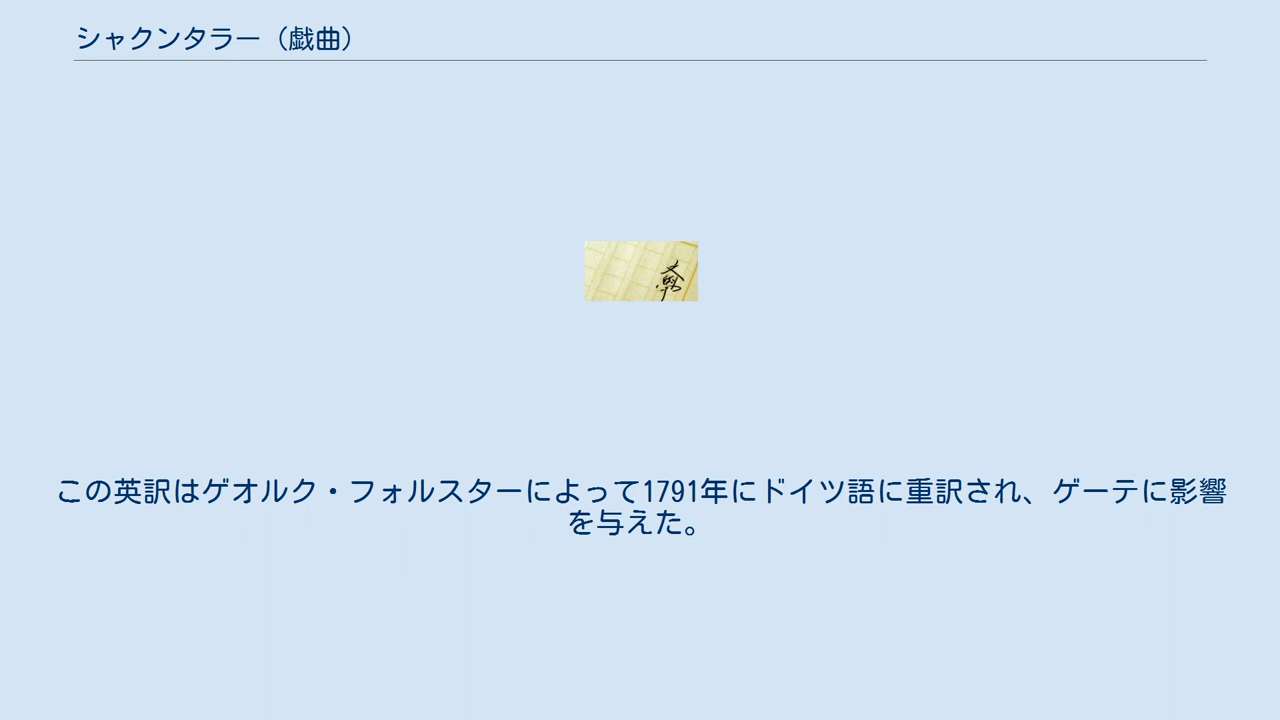 シャクンタラー（戯曲）
この英訳はゲオルク・フォルスターによって1791年にドイツ語に重訳され、ゲーテに影響
を与えた。